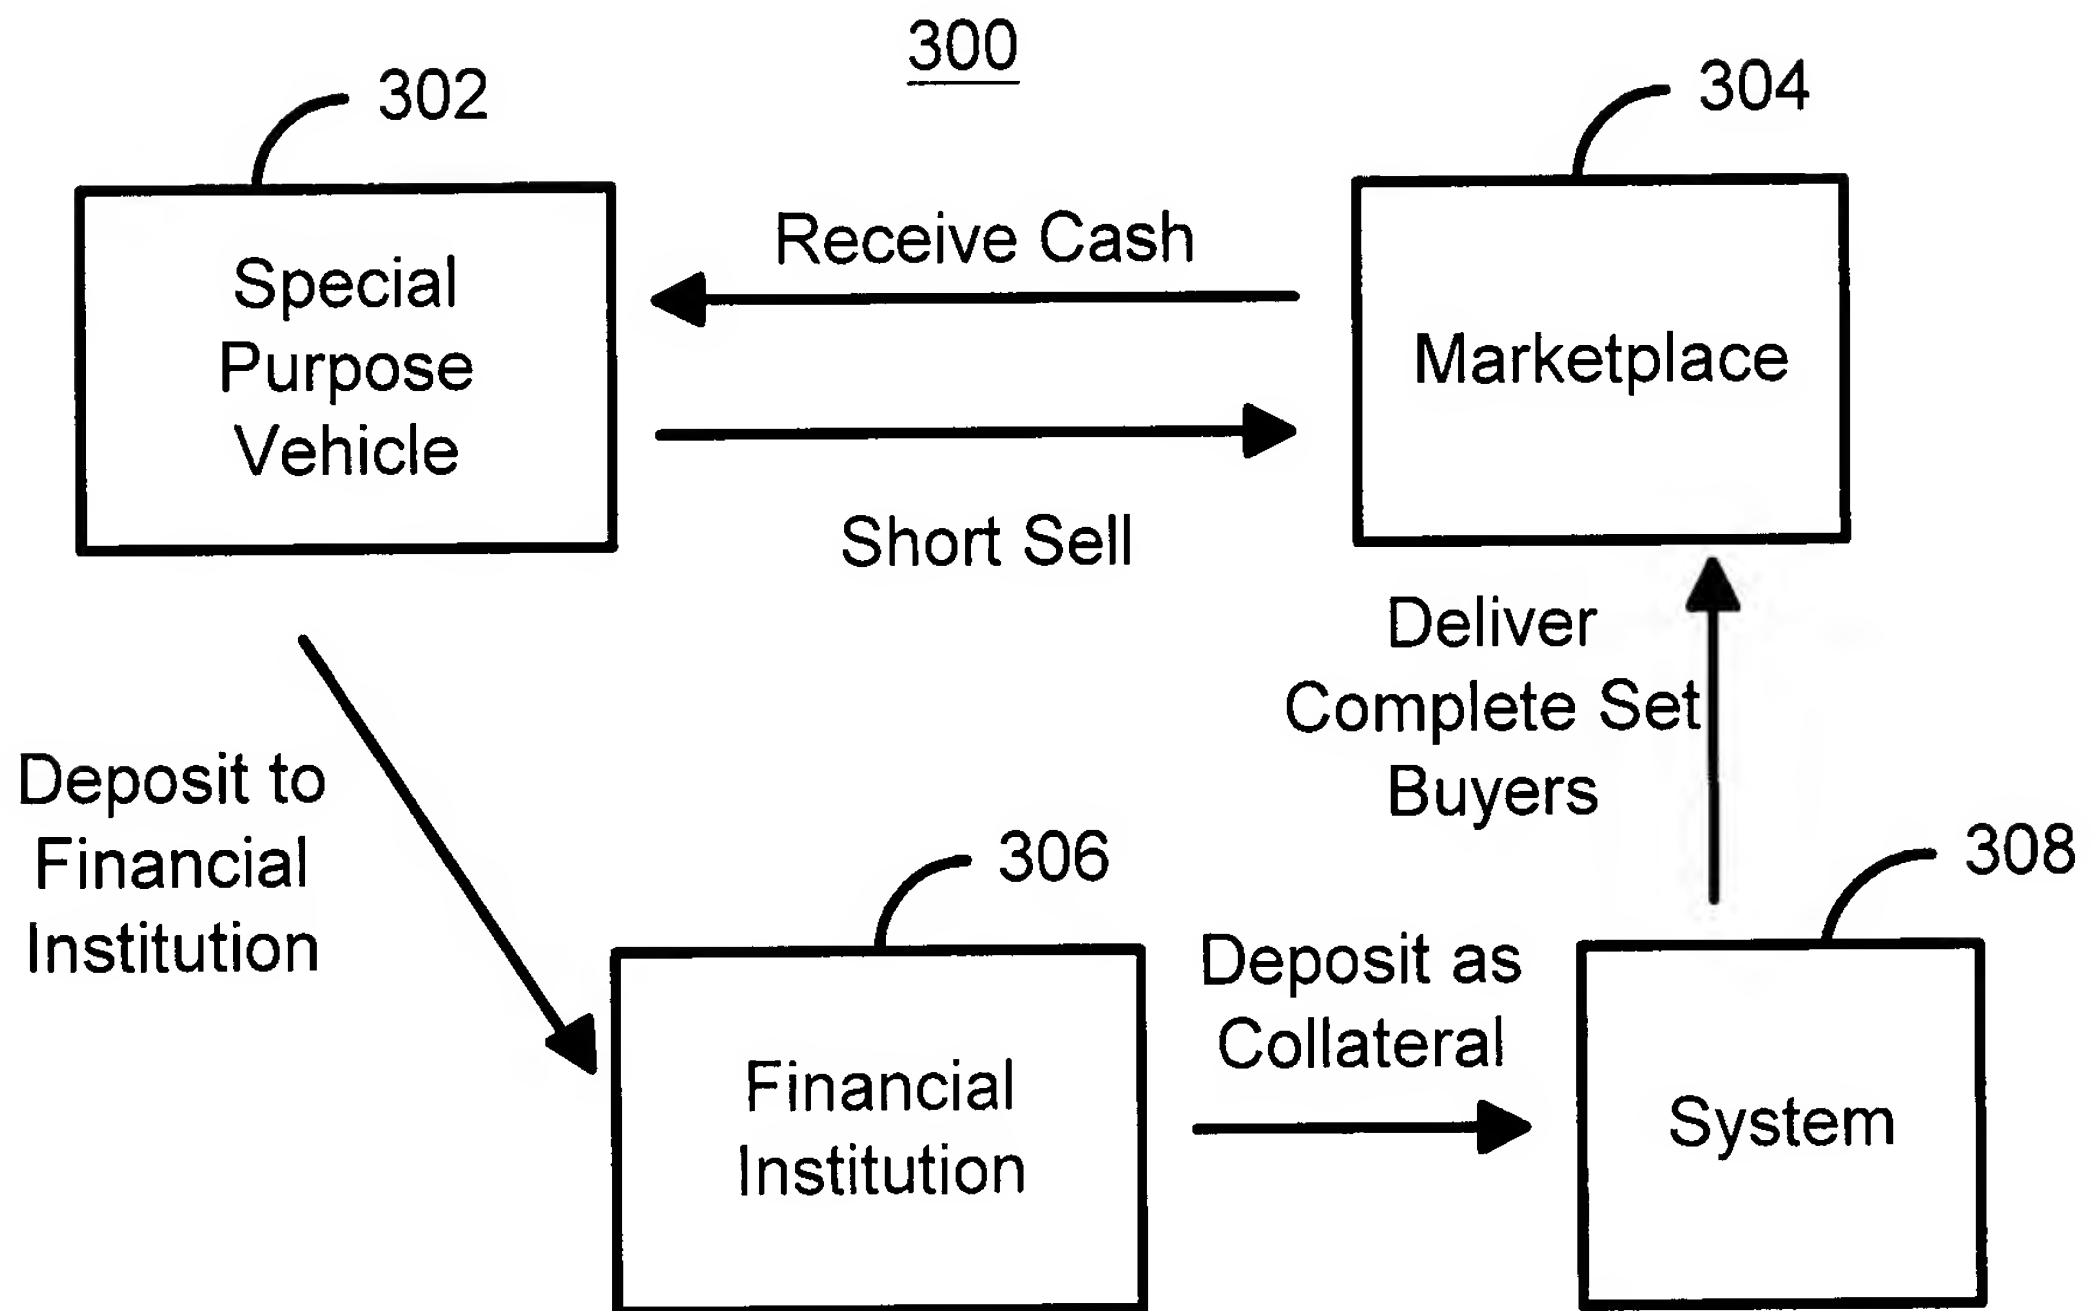 300
302
304
Special
Purpose
Vehicle
Receive Cash
Short Sell
Marketplace
Deposit to
Financial
Institution
Deliver
Complete Set
Buyers
306
308
Financial
Institution
Deposit as
Collateral
System